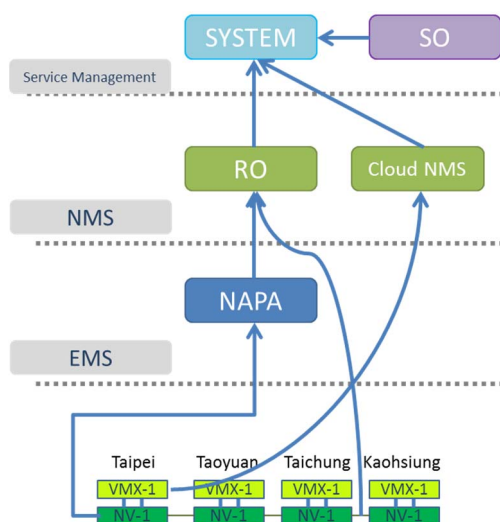 SYSTEM
SO
Service Management
RO
Cloud NMS
NMS
NAPA
EMS
Taipei
Taoyuan
Taichung
Kaohsiung
VMX-1
VMX-1
VMX-1
VMX-1
NV-1
NV-1
NV-1
NV-1